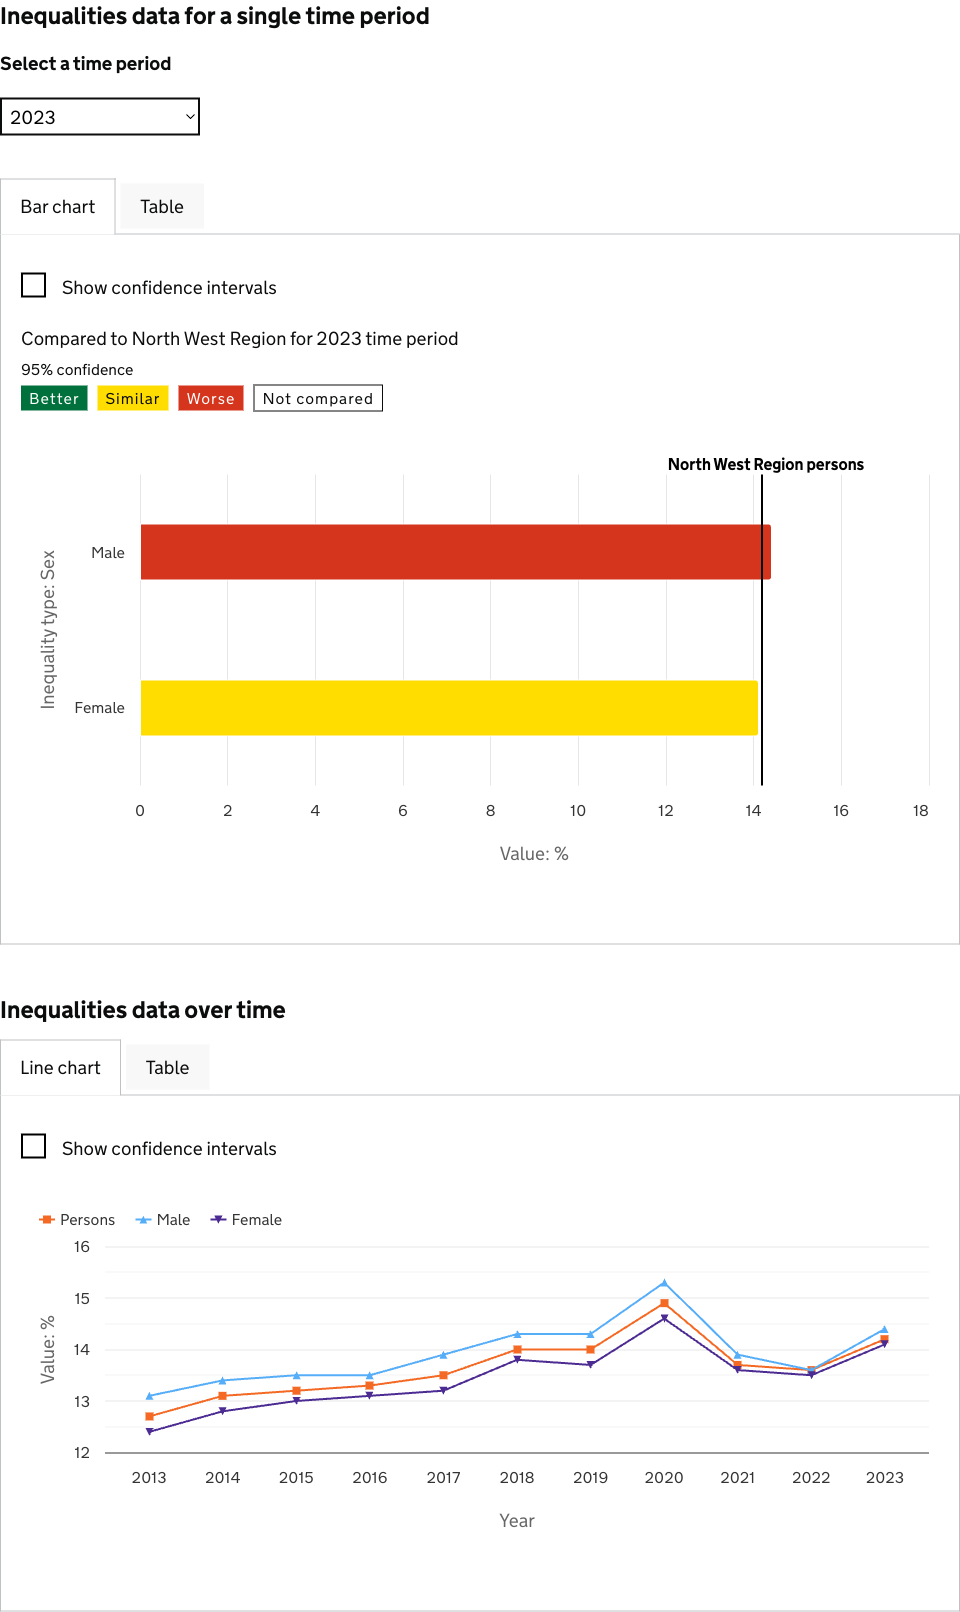 Inequalities data for a single time period
Select a time period
2023
Bar chart Table
Show confidence intervals
Compared to North West Region for 2023 time period
95% confidence
Better Similar Worse Not compared
North West Region persons
Inequality type: Sex
Male
Female
0 2 4 6 8 10 12 14 16 18
Value: %
Inequalities data over time
Line chart Table
Show confidence intervals
Persons Male Female
Value: %
16
15
14
13
12
2013 2014 2015 2016 2017 2018 2019 2020 2021 2022 2023
Year